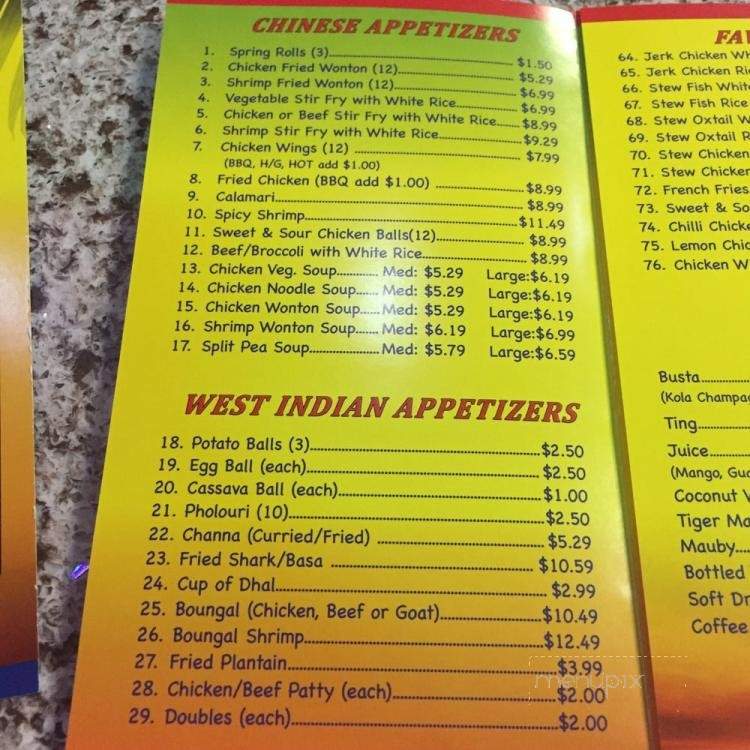 CHINESE APPETIZERS
1. Spring Rolls (3) $1.50
2. Chicken Fried Wonton (12) $5.29
3. Shrimp Fried Wonton (12) $6.99
4. Vegetable Stir Fry with White Rice $6.99
5. Chicken or Beef Stir Fry with White Rice $8.99
6. Shrimp Stir Fry with White Rice $9.29
7. Chicken Wings (12) $7.99
(BBQ, H/G, HOT add $1.00)
8. Fried Chicken (BBQ add $1.00) $8.99
9. Calamari $8.99
10. Spicy Shrimp $11.49
11. Sweet & Sour Chicken Balls(12) $8.99
12. Beef/Broccoli with White Rice $8.99
13. Chicken Veg. Soup Med: $5.29 Large:$6.19
14. Chicken Noodle Soup Med: $5.29 Large:$6.19
15. Chicken Wonton Soup Med: $5.29 Large:$6.19
16. Shrimp Wonton Soup Med: $6.19 Large:$6.99
17. Split Pea Soup Med: $5.79 Large:$6.59
WEST INDIAN APPETIZERS
18. Potato Balls (3) $2.50
19. Egg Ball (each) $2.50
20. Cassava Ball (each) $1.00
21. Pholouri (10) $2.50
22. Channa (Curried/Fried) $5.29
23. Fried Shark/Basa $10.59
24. Cup of Dhal $2.99
25. Boungal (Chicken, Beef or Goat) $10.49
26. Boungal Shrimp $12.49
27. Fried Plantain $3.99
28. Chicken/Beef Patty (each) $2.00
29. Doubles (each) $2.00
64. Jerk Chicken
65. Jerk Chicken
66. Stew Fish
67. Stew Fish Rice
68. Stew Oxtail
69. Stew Oxtail
70. Stew Chicken
71. Stew Chicken
72. French Fries
73. Sweet &
74. Chilli
75. Lemon
76. Chicken
Busta
(Kola
Ting
Juice
(Mango,
Coconut
Tiger
Mauby
Bottled
Soft
Coffee
menupix